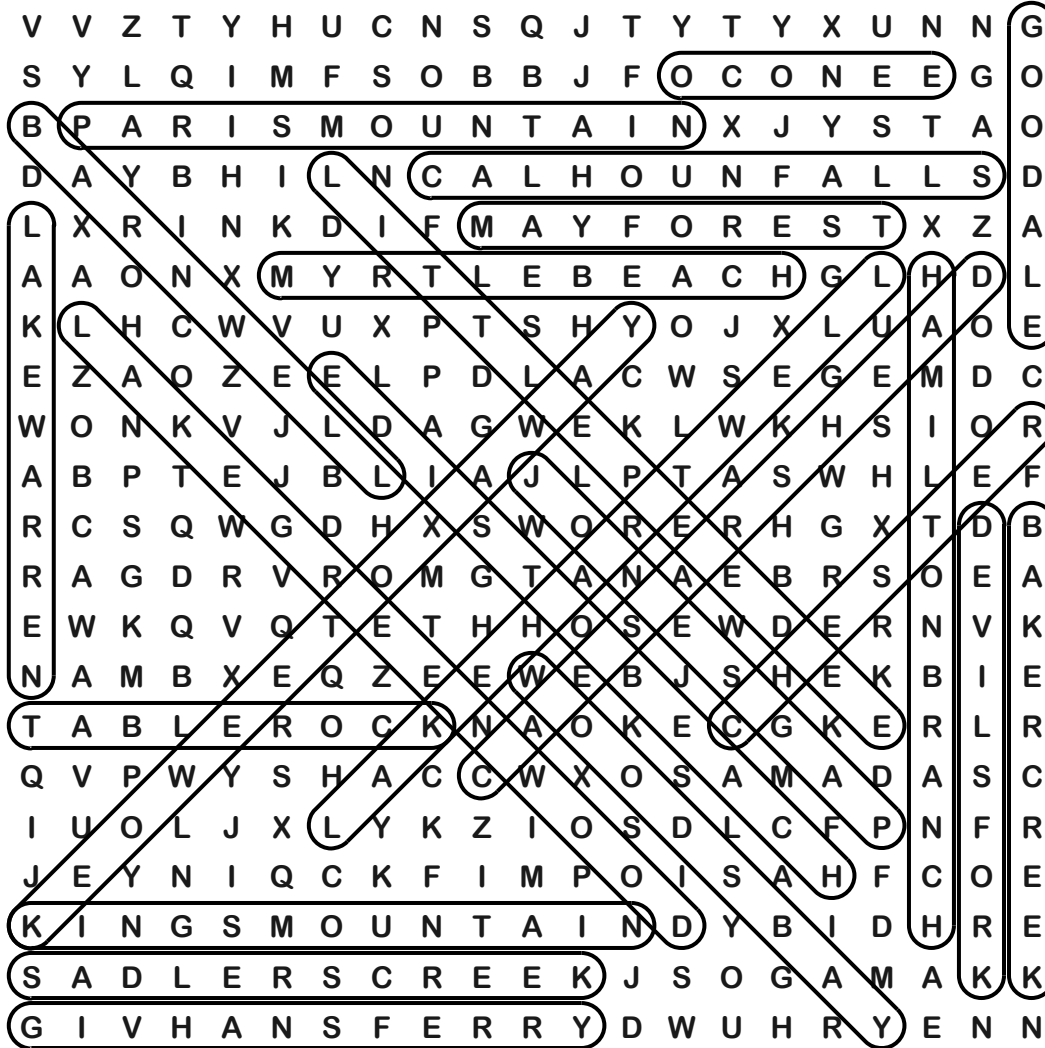 V V Z T Y H U C N S Q J T Y T Y X U N N G
S Y L Q I M F S O B B J F O C O N E E G O
B P A R I S M O U N T A I N X J Y S T A O
D A Y B H I L N C A L H O U N F A L L S D
L X R I N K D I F M A Y F O R E S T X Z A
A A O N X M Y R T L E B E A C H G L H D L
K L H C W V U X P T S H Y O J X L U A O E
E Z A O Z E E L P D L A C W S E G E M D C
W O N K V J L D A G W E K L W K H S I O R
A B P T E J B L I A J L P T A S W H L E F
R C S Q W G D H X S W O R E R H G X T D B
R A G D R V R O M G T A N A E B R S O E A
E W K Q V Q T E T H H O S E W D E R N V K
N A M B X E Q Z E E W E B J S H E K B I E
T A B L E R O C K N A O K E C G K E R L R
Q V P W Y S H A C C W X O S A M A D A S C
I U O L J X L Y K Z I O S D L C F P N F R
J E Y N I Q C K F I M P O I S A H F C O E
K I N G S M O U N T A I N D Y B I D H R E
S A D L E R S C R E E K J S O G A M A K K
G I V H A N S F E R R Y D W U H R Y E N N